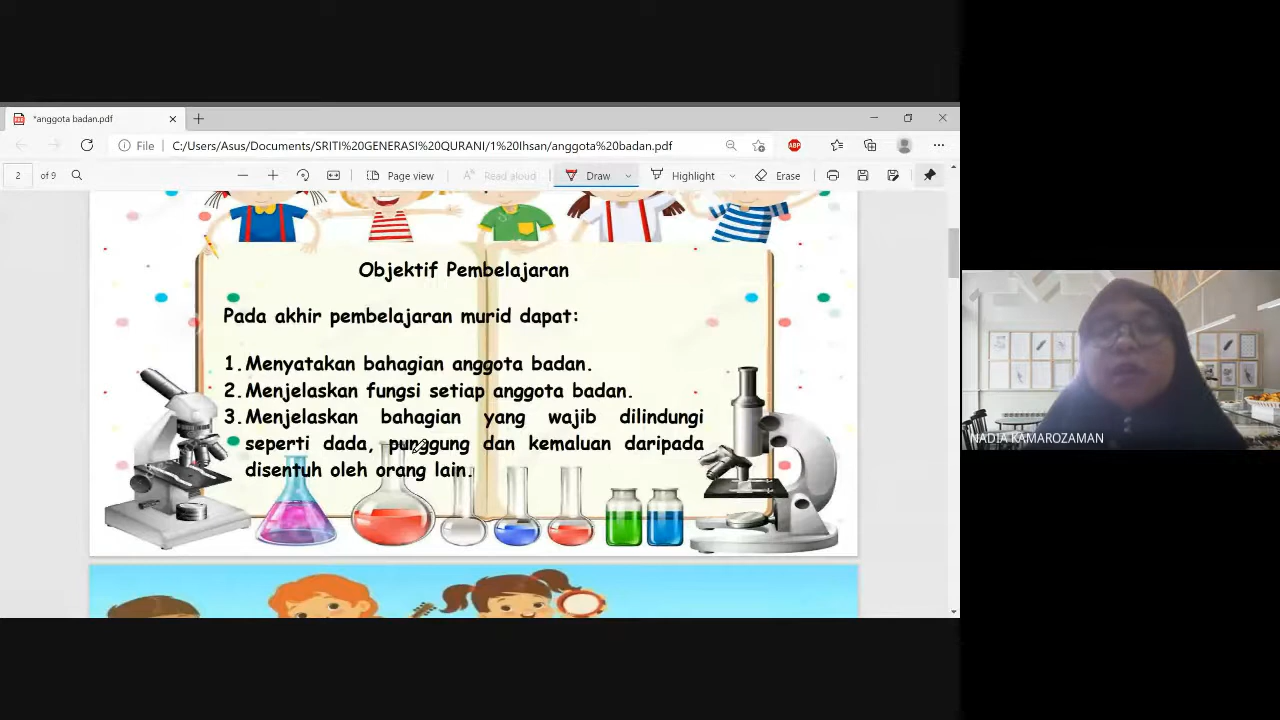 *anggota badan.pdf
File
C:/Users/Asus/Documents/SRITI%20GENERASI%20QURANI/1%20Ihsan/anggota%20badan.pdf
ABP
2 of 9
Page view
Read aloud
Draw
Highlight
Erase
Objektif Pembelajaran
Pada akhir pembelajaran murid dapat:
1. Menyatakan bahagian anggota badan.
2. Menjelaskan fungsi setiap anggota badan.
3. Menjelaskan bahagian yang wajib dilindungi
seperti dada, punggung dan kemaluan daripada
disentuh oleh orang lain.
NADIA KAMAROZAMAN